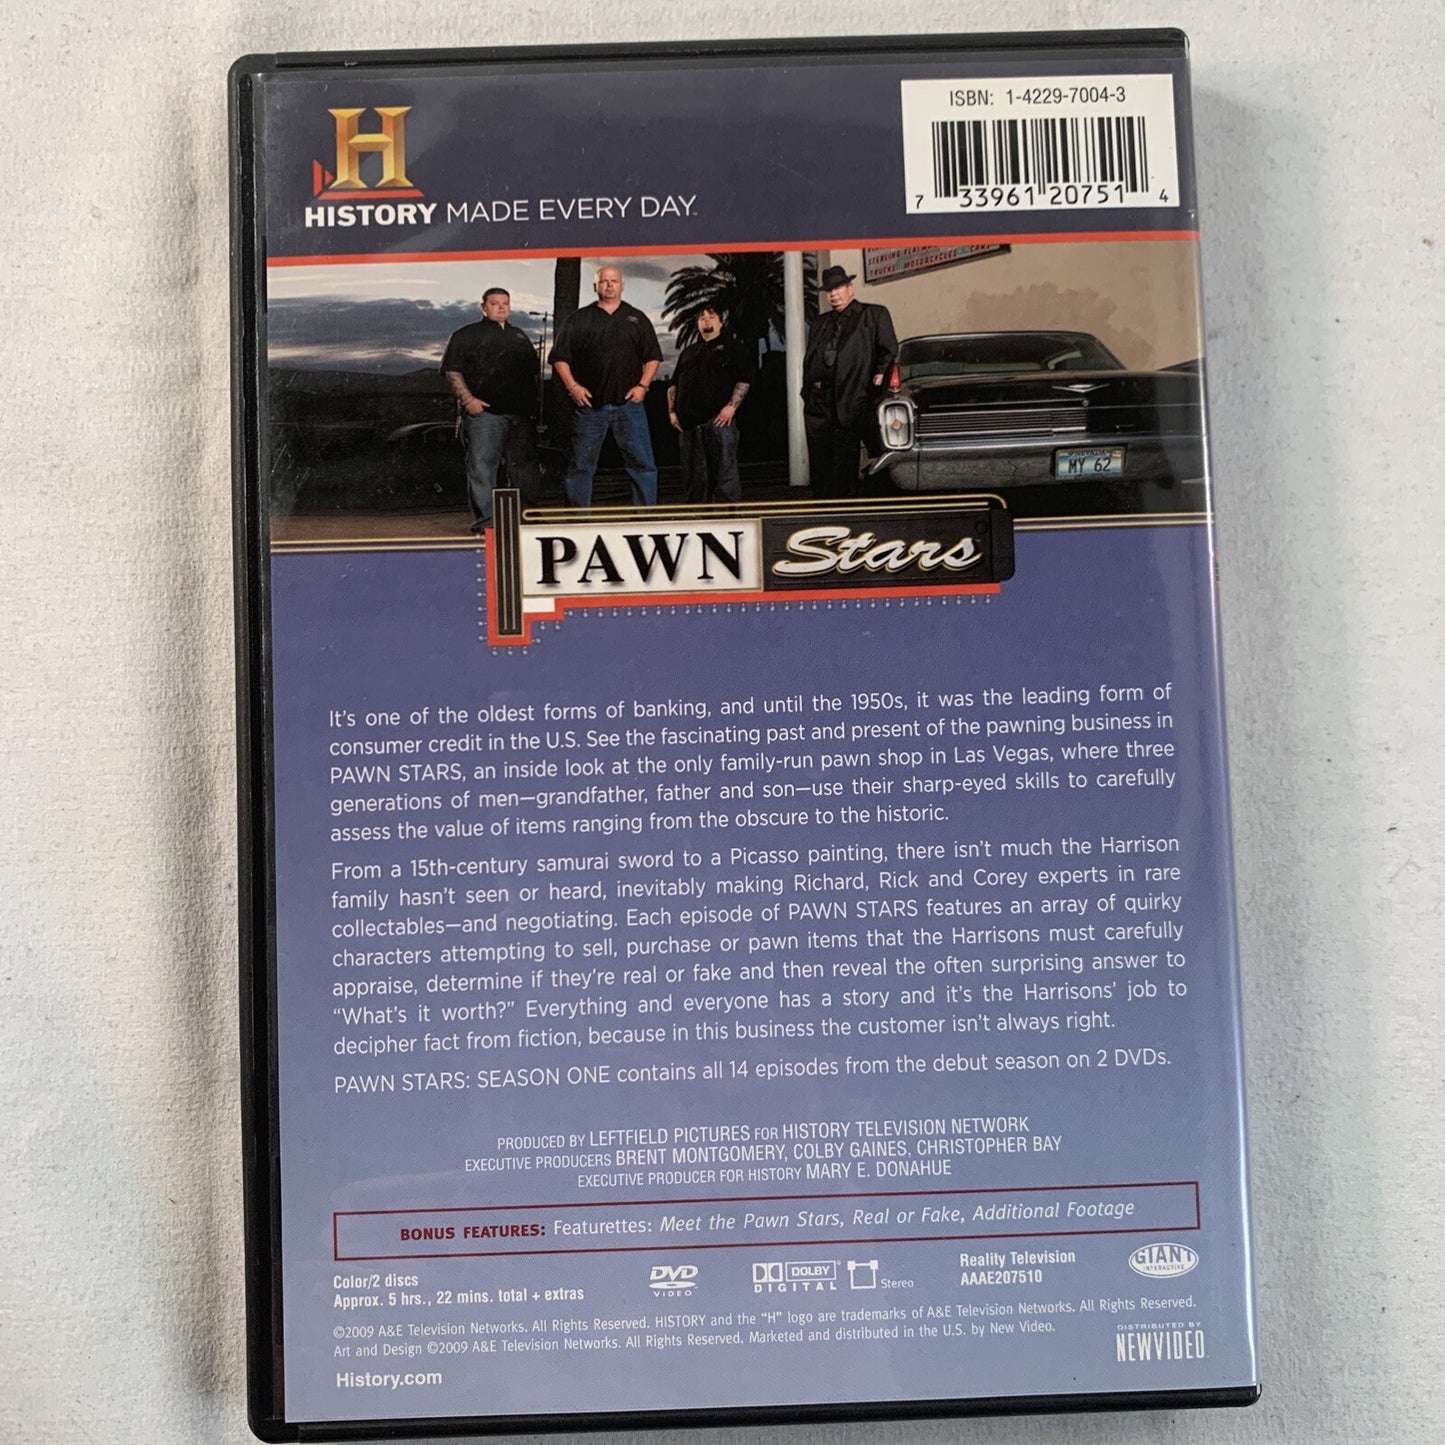 ISBN: 1-4229-7004-3
7 33961 20751 4
H
HISTORY MADE EVERY DAY.
TRUCKS MOTORCYCLES
NEVADA
MY 62
PAWN Stars
It's one of the oldest forms of banking, and until the 1950s, it was the leading form of
consumer credit in the U.S. See the fascinating past and present of the pawning business in
PAWN STARS, an inside look at the only family-run pawn shop in Las Vegas, where three
generations of men—grandfather, father and son—use their sharp-eyed skills to carefully
assess the value of items ranging from the obscure to the historic.
From a 15th-century samurai sword to a Picasso painting, there isn't much the Harrison
family hasn't seen or heard, inevitably making Richard, Rick and Corey experts in rare
collectables—and negotiating. Each episode of PAWN STARS features an array of quirky
characters attempting to sell, purchase or pawn items that the Harrisons must carefully
appraise, determine if they're real or fake and then reveal the often surprising answer to
“What's it worth?” Everything and everyone has a story and it's the Harrisons' job to
decipher fact from fiction, because in this business the customer isn't always right.
PAWN STARS: SEASON ONE contains all 14 episodes from the debut season on 2 DVDs.
PRODUCED BY LEFTFIELD PICTURES FOR HISTORY TELEVISION NETWORK
EXECUTIVE PRODUCERS BRENT MONTGOMERY, COLBY GAINES, CHRISTOPHER BAY
EXECUTIVE PRODUCER FOR HISTORY MARY E. DONAHUE
BONUS FEATURES: Featurettes: Meet the Pawn Stars, Real or Fake, Additional Footage
Color/2 discs
Approx. 5 hrs., 22 mins. total + extras
DVD
VIDEO
DOLBY
DIGITAL
Stereo
Reality Television
AAAE207510
GIANT
INTERACTIVE
©2009 A&E Television Networks. All Rights Reserved. HISTORY and the “H” logo are trademarks of A&E Television Networks. All Rights Reserved.
Art and Design ©2009 A&E Television Networks. All Rights Reserved. Marketed and distributed in the U.S. by New Video.
DISTRIBUTED BY
NEWVIDEO
History.com